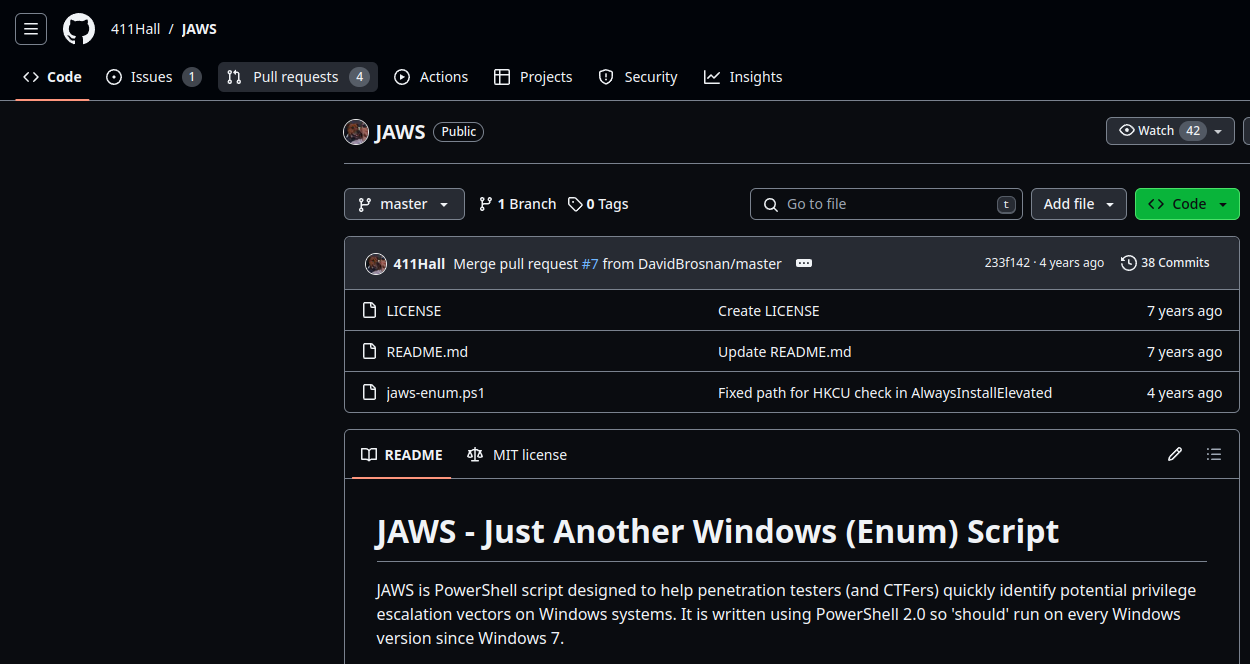 411Hall / JAWS
Code Issues 1 Pull requests 4 Actions Projects Security Insights
JAWS Public Watch 42
master 1 Branch 0 Tags Go to file t Add file Code
411Hall Merge pull request #7 from DavidBrosnan/master 233f142 · 4 years ago 38 Commits
LICENSE Create LICENSE 7 years ago
README.md Update README.md 7 years ago
jaws-enum.ps1 Fixed path for HKCU check in AlwaysInstallElevated 4 years ago
README MIT license
JAWS - Just Another Windows (Enum) Script
JAWS is PowerShell script designed to help penetration testers (and CTFers) quickly identify potential privilege
escalation vectors on Windows systems. It is written using PowerShell 2.0 so 'should' run on every Windows
version since Windows 7.